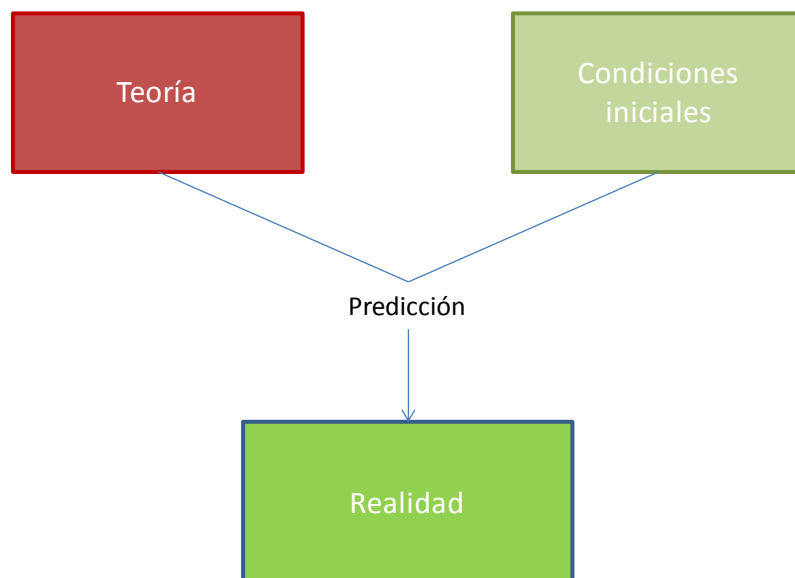 Teoría
Condiciones
iniciales
Predicción
Realidad